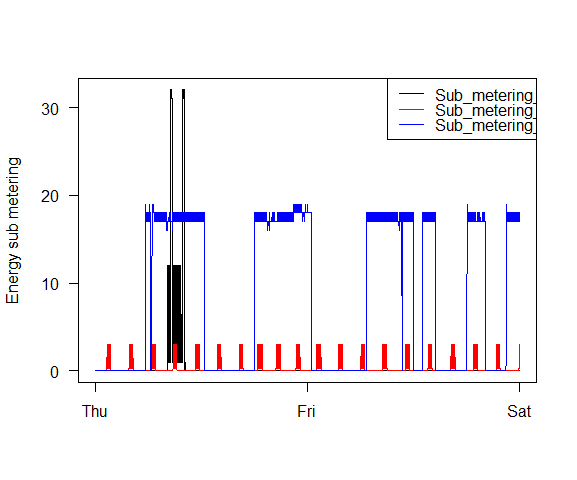 Sub_metering_
Sub_metering_
Sub_metering_
Energy sub metering
30
20
10
0
Thu Fri Sat